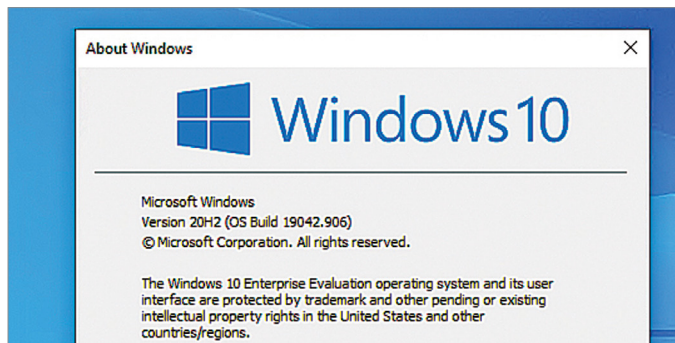 About Windows
Windows 10
Microsoft Windows
Version 20H2 (OS Build 19042.906)
© Microsoft Corporation. All rights reserved.
The Windows 10 Enterprise Evaluation operating system and its user
interface are protected by trademark and other pending or existing
intellectual property rights in the United States and other
countries/regions.